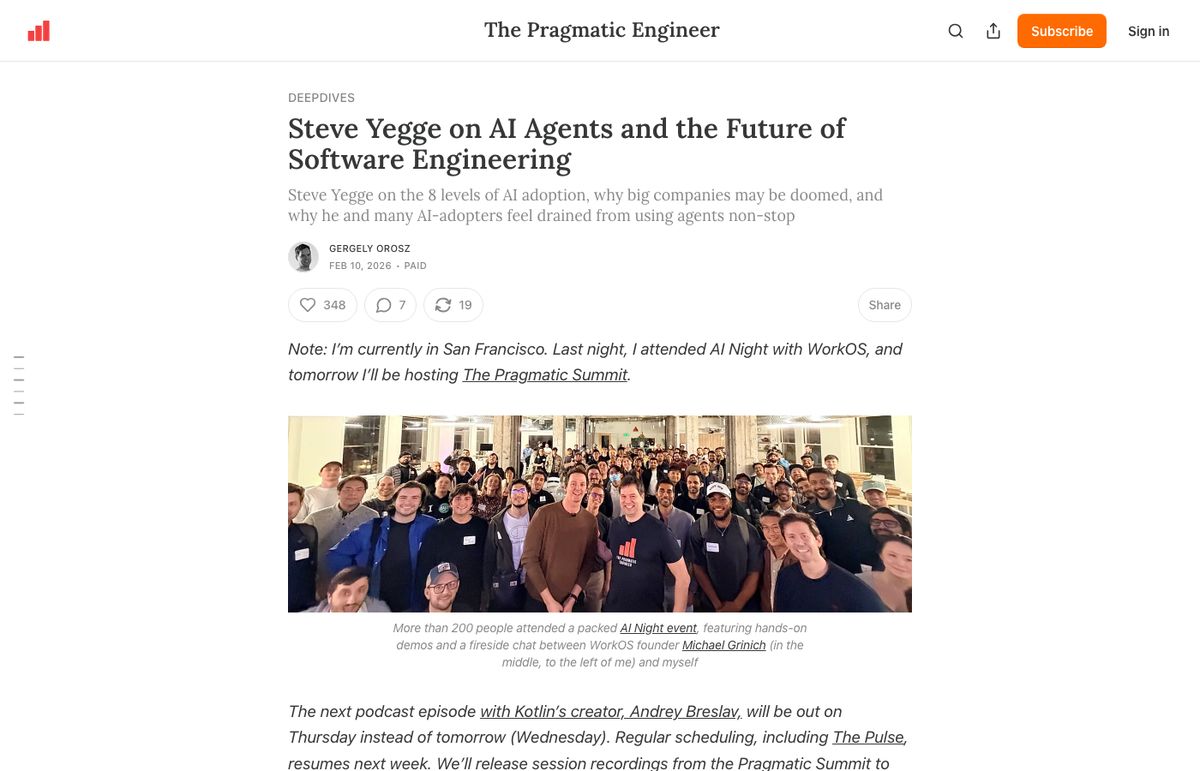 The Pragmatic Engineer
Subscribe
Sign in
DEEPDIVES
Steve Yegge on AI Agents and the Future of
Software Engineering
Steve Yegge on the 8 levels of AI adoption, why big companies may be doomed, and
why he and many AI-adopters feel drained from using agents non-stop
GERGELY OROSZ
FEB 10, 2026 • PAID
348
7
19
Share
Note: I’m currently in San Francisco. Last night, I attended AI Night with WorkOS, and
tomorrow I’ll be hosting The Pragmatic Summit.
THE PRAGMATIC
ENGINEER
More than 200 people attended a packed AI Night event, featuring hands-on
demos and a fireside chat between WorkOS founder Michael Grinich (in the
middle, to the left of me) and myself
The next podcast episode with Kotlin’s creator, Andrey Breslav, will be out on
Thursday instead of tomorrow (Wednesday). Regular scheduling, including The Pulse,
resumes next week. We’ll release session recordings from the Pragmatic Summit to